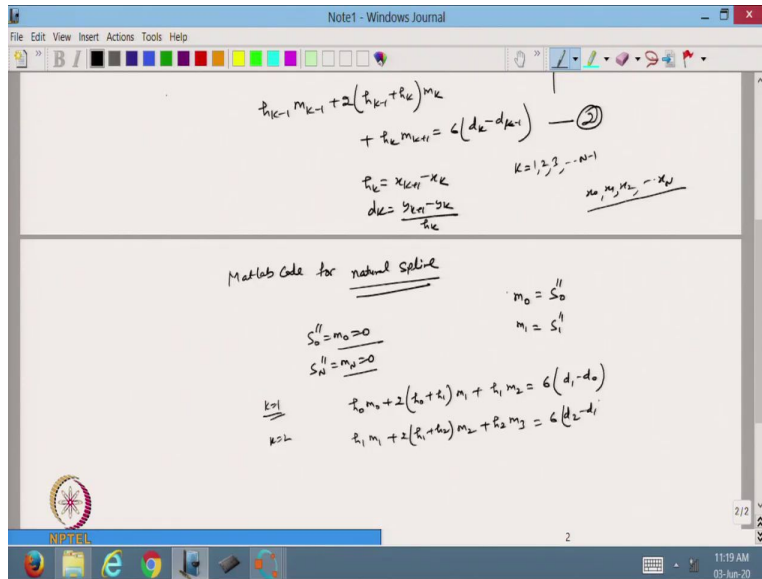 Note1 - Windows Journal
File Edit View Insert Actions Tools Help
h_{k-1} m_{k-1} + 2(h_{k-1} + h_k) m_k
+ h_k m_{k+1} = 6(d_k - d_{k-1}) — ②
h_k = x_{k+1} - x_k
k = 1, 2, 3, ... N-1
d_k = \frac{y_{k+1} - y_k}{h_k}
x_0, x_1, x_2, ... x_N
Matlab Code for natural spline
m_0 = S_0''
S_0'' = m_0 = 0
m_1 = S_1''
S_N'' = m_N = 0
k=1 h_0 m_0 + 2(h_0 + h_1) m_1 + h_1 m_2 = 6(d_1 - d_0)
k=2 h_1 m_1 + 2(h_1 + h_2) m_2 + h_2 m_3 = 6(d_2 - d_1
NPTEL
2/2
2
11:19 AM
03-Jun-20